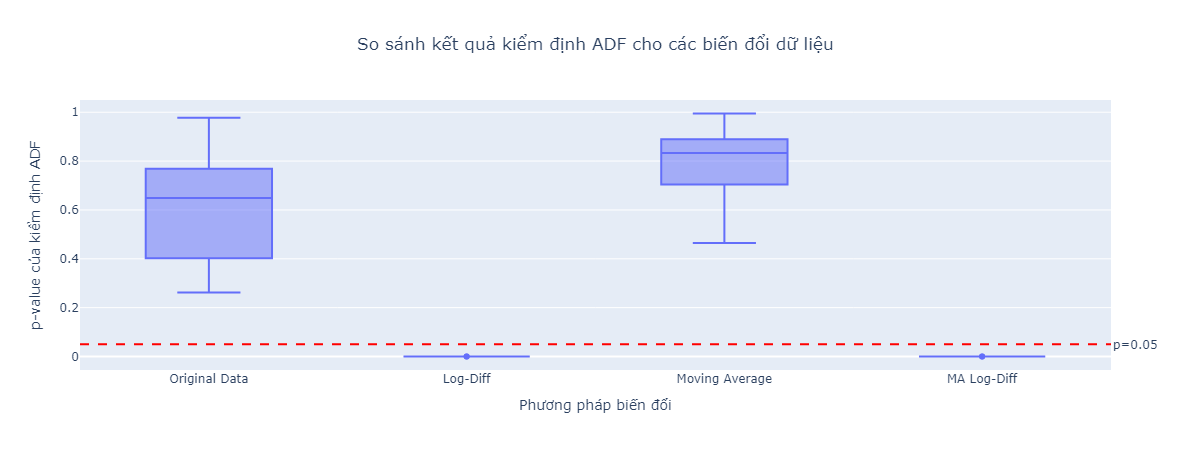 So sánh kết quả kiểm định ADF cho các biến đổi dữ liệu
p-value của kiểm định ADF
1
0.8
0.6
0.4
0.2
0
p=0.05
Original Data
Log-Diff
Moving Average
MA Log-Diff
Phương pháp biến đổi